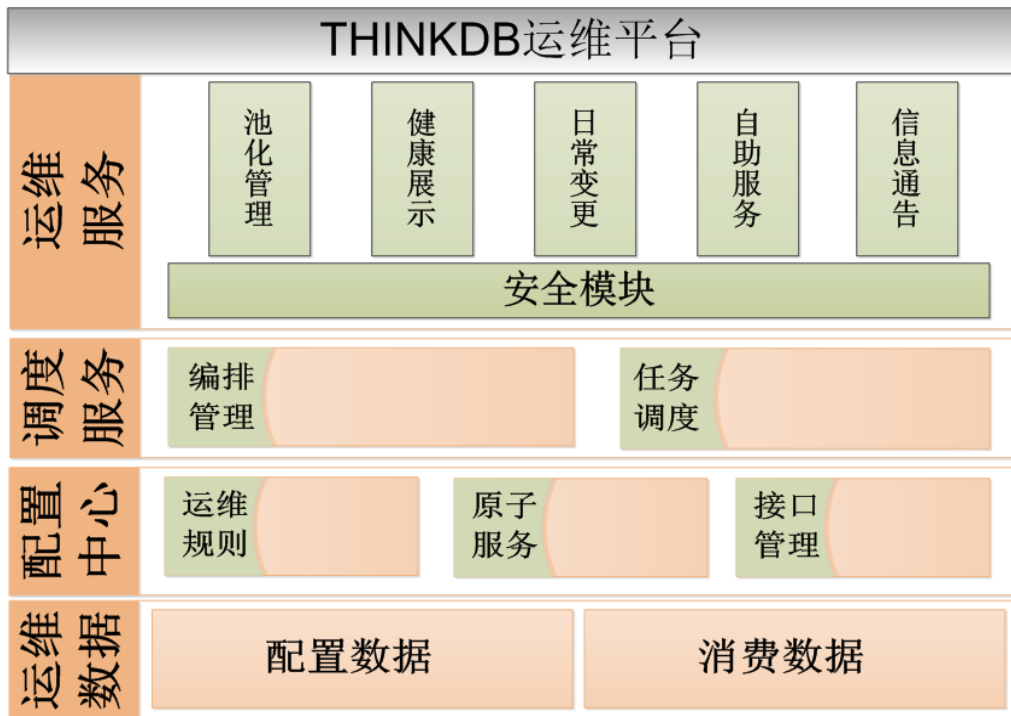 THINKDB运维平台
运维
服务
池化管理
健康展示
日常变更
自助服务
信息通告
安全模块
调度
服务
编排
管理
任务
调度
配置
中心
运维
规则
原子
服务
接口
管理
运维
数据
配置数据
消费数据